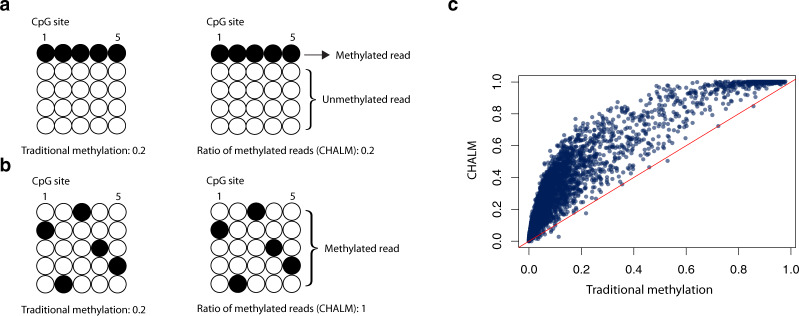 a
CpG site
1 5
Traditional methylation: 0.2
CpG site
1 5
Methylated read
Unmethylated read
Ratio of methylated reads (CHALM): 0.2
b
CpG site
1 5
Traditional methylation: 0.2
CpG site
1 5
Methylated read
Ratio of methylated reads (CHALM): 1
c
CHALM
1.0
0.8
0.6
0.4
0.2
0.0
0.0 0.2 0.4 0.6 0.8 1.0
Traditional methylation